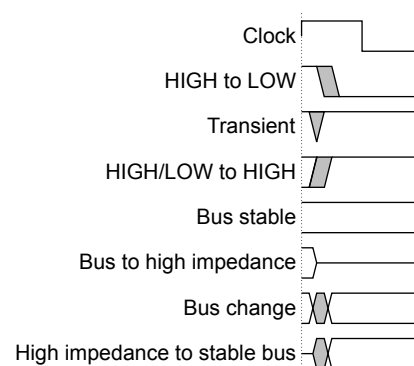 Clock
HIGH to LOW
Transient
HIGH/LOW to HIGH
Bus stable
Bus to high impedance
Bus change
High impedance to stable bus